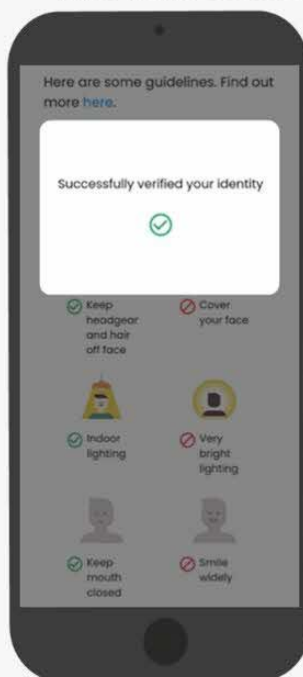 Here are some guidelines. Find out
more here.
Successfully verified your identity
Keep
headgear
and hair
off face
Cover
your face
Indoor
lighting
Very
bright
lighting
Keep
mouth
closed
Smile
widely